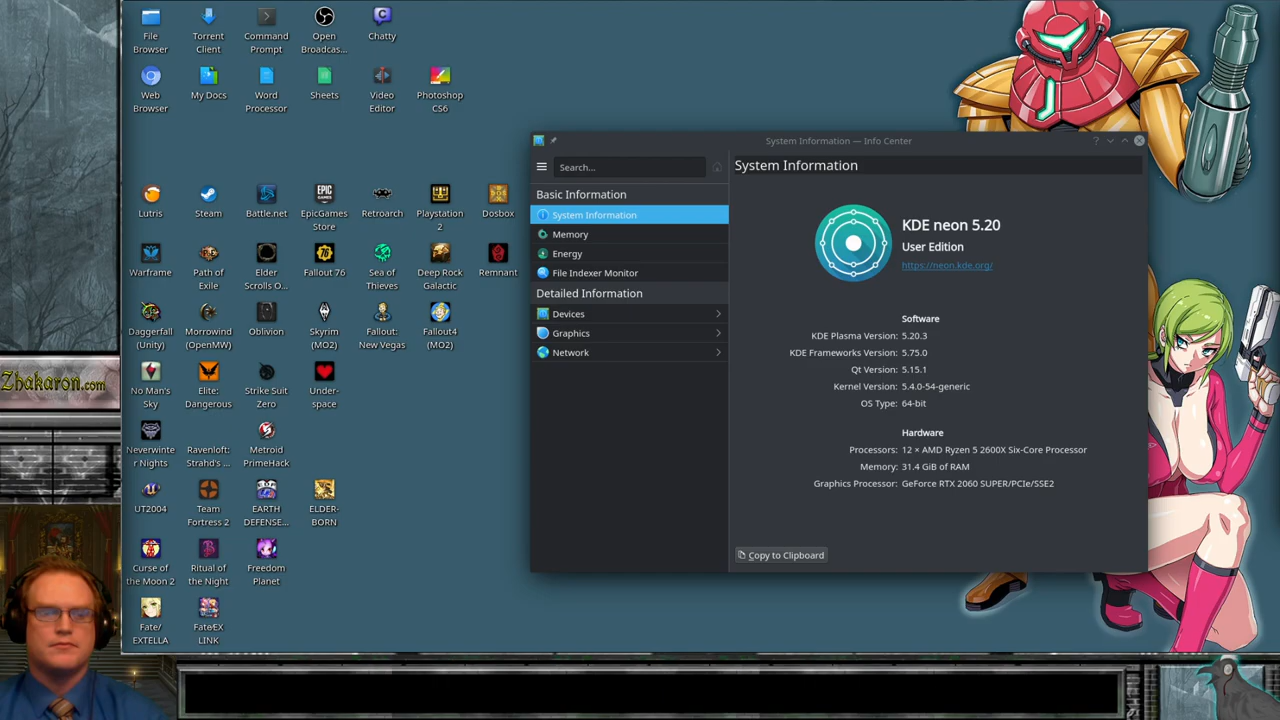 File
Browser
Torrent
Client
Command
Prompt
Open
Broadcas...
Chatty
Web
Browser
My Docs
Word
Processor
Sheets
Video
Editor
Photoshop
CS6
Lutris
Steam
Battle.net
EpicGames
Store
Retroarch
Playstation
2
Dosbox
Warframe
Path of
Exile
Elder
Scrolls O...
Fallout 76
Sea of
Thieves
Deep Rock
Galactic
Remnant
Daggerfall
(Unity)
Morrowind
(OpenMW)
Oblivion
Skyrim
(MO2)
Fallout:
New Vegas
Fallout4
(MO2)
No Man's
Sky
Elite:
Dangerous
Strike Suit
Zero
Under-
space
Neverwinte
r Nights
Ravenloft:
Strahd's ...
Metroid
PrimeHack
UT2004
Team
Fortress 2
EARTH
DEFENSE...
ELDER-
BORN
Curse of
the Moon 2
Ritual of
the Night
Freedom
Planet
Fate/
EXTELLA
Fate/EX
LINK
Zhakaron.com
System Information — Info Center
Search...
Basic Information
System Information
Memory
Energy
File Indexer Monitor
Detailed Information
Devices
Graphics
Network
System Information
KDE neon 5.20
User Edition
https://neon.kde.org/
Software
KDE Plasma Version: 5.20.3
KDE Frameworks Version: 5.75.0
Qt Version: 5.15.1
Kernel Version: 5.4.0-54-generic
OS Type: 64-bit
Hardware
Processors: 12 × AMD Ryzen 5 2600X Six-Core Processor
Memory: 31.4 GiB of RAM
Graphics Processor: GeForce RTX 2060 SUPER/PCIe/SSE2
Copy to Clipboard